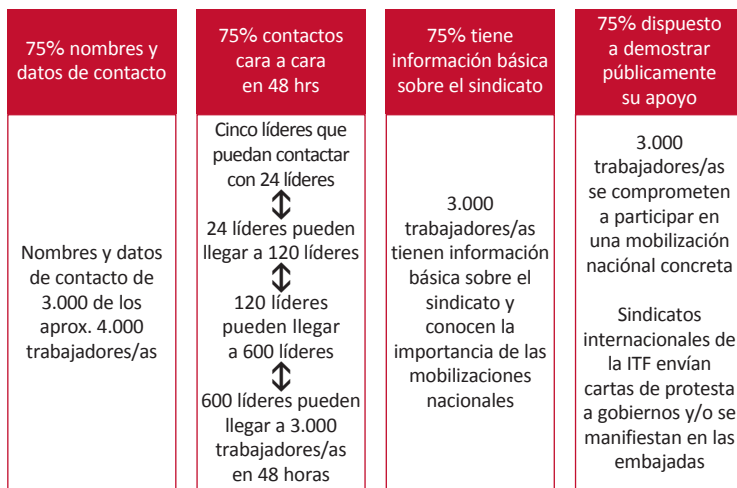 75% nombres y
datos de contacto
Nombres y datos
de contacto de
3.000 de los
aprox. 4.000
trabajadores/as
75% contactos
cara a cara
en 48 hrs
Cinco líderes que
puedan contactar
con 24 líderes
24 líderes pueden
llegar a 120 líderes
120 líderes
pueden llegar
a 600 líderes
600 líderes pueden
llegar a 3.000
trabajadores/as
en 48 horas
75% tiene
información básica
sobre el sindicato
3.000
trabajadores/as
tienen información
básica sobre el
sindicato y
conocen la
importancia de las
mobilizaciones
nacionales
75% dispuesto
a demostrar
públicamente
su apoyo
3.000
trabajadores/as
se comprometen
a participar en
una mobilización
naciónal concreta
Sindicatos
internacionales de
la ITF envían
cartas de protesta
a gobiernos y/o se
manifiestan en las
embajadas